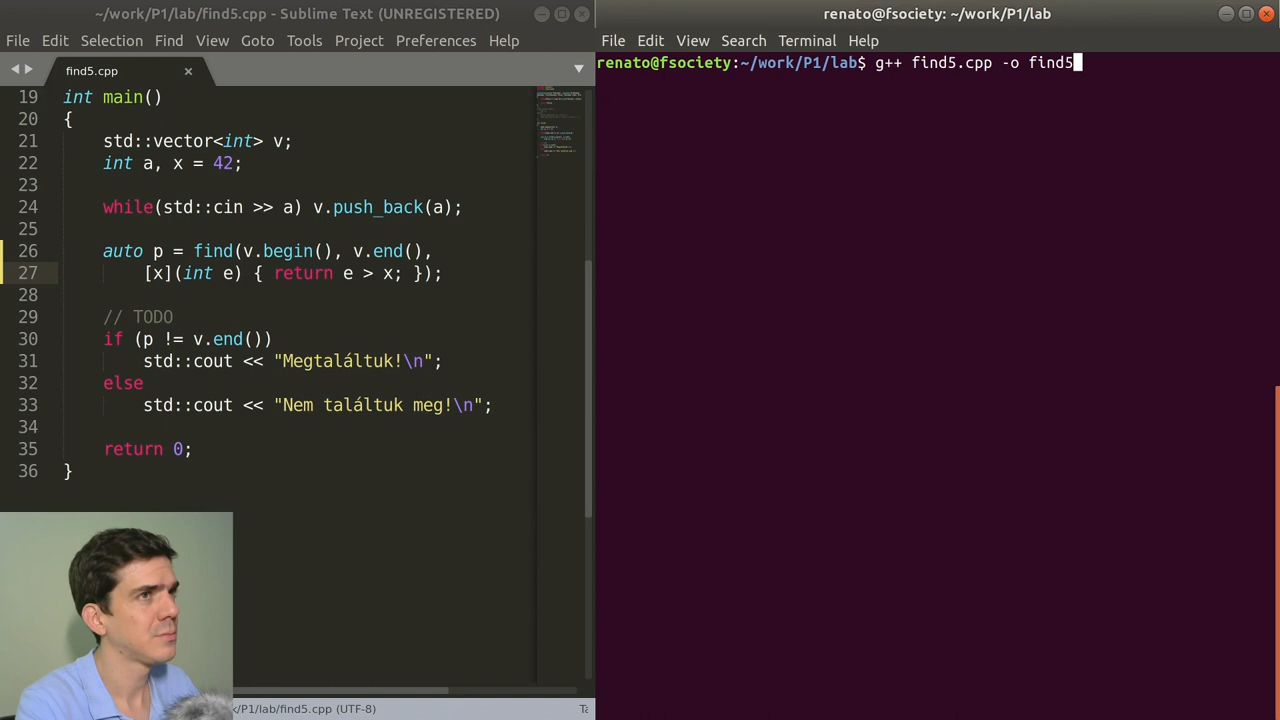 ~/work/P1/lab/find5.cpp - Sublime Text (UNREGISTERED)
File Edit Selection Find View Goto Tools Project Preferences Help
find5.cpp
19 int main()
20 {
21 std::vector<int> v;
22 int a, x = 42;
23
24 while(std::cin >> a) v.push_back(a);
25
26 auto p = find(v.begin(), v.end(),
27 [x](int e) { return e > x; });
28
29 // TODO
30 if (p != v.end())
31 std::cout << "Megtaláltuk!\n";
32 else
33 std::cout << "Nem találtuk meg!\n";
34
35 return 0;
36 }
k/P1/lab/find5.cpp (UTF-8)
renato@fsociety: ~/work/P1/lab
File Edit View Search Terminal Help
renato@fsociety:~/work/P1/lab$ g++ find5.cpp -o find5